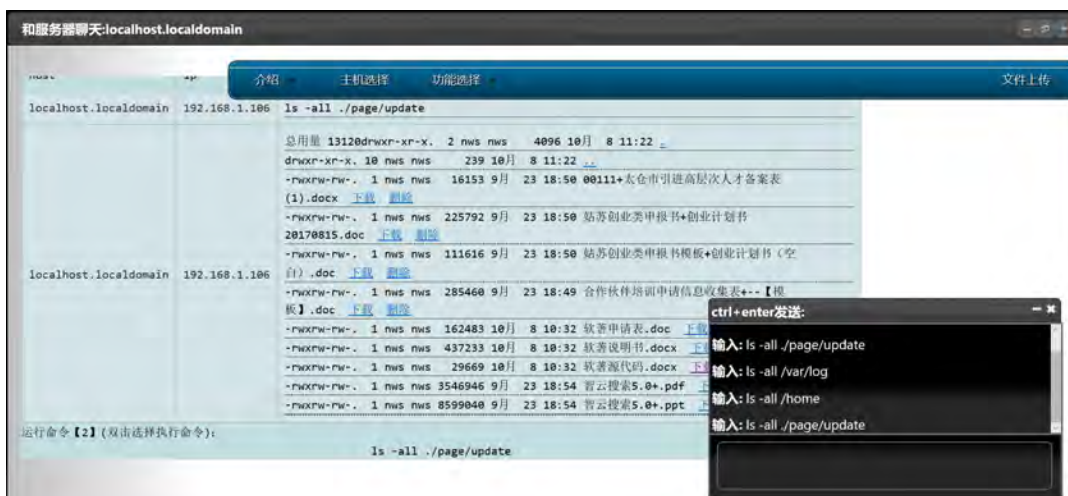 和服务器聊天:localhost.localdomain
介绍 主机选择 功能选择 文件上传
localhost.localdomain 192.168.1.106 ls -all ./page/update
总用量 13120drwxr-xr-x. 2 nws nws 4096 10月 8 11:22 .
drwxr-xr-x. 10 nws nws 239 10月 8 11:22 ..
-rwxrw-rw-. 1 nws nws 16153 9月 23 18:50 00111+太仓市引进高层次人才备案表
(1).docx 下载 删除
-rwxrw-rw-. 1 nws nws 225792 9月 23 18:50 姑苏创业类申报书+创业计划书
20170815.doc 下载 删除
-rwxrw-rw-. 1 nws nws 111616 9月 23 18:50 姑苏创业类申报书模板+创业计划书（空
白）.doc 下载 删除
localhost.localdomain 192.168.1.106
-rwxrw-rw-. 1 nws nws 285460 9月 23 18:49 合作伙伴培训申请信息收集表+--【模
板】.doc 下载 删除
-rwxrw-rw-. 1 nws nws 162483 10月 8 10:32 软著申请表.doc 下载
-rwxrw-rw-. 1 nws nws 437233 10月 8 10:32 软著说明书.docx
-rwxrw-rw-. 1 nws nws 29669 10月 8 10:32 软著源代码.docx
-rwxrw-rw-. 1 nws nws 3546946 9月 23 18:54 智云搜索5.0+.pdf
-rwxrw-rw-. 1 nws nws 8599040 9月 23 18:54 智云搜索5.0+.ppt
运行命令【2】(双击选择执行命令):
ls -all ./page/update
ctrl+enter发送:
输入: ls -all ./page/update
输入: ls -all /var/log
输入: ls -all /home
输入: ls -all ./page/update